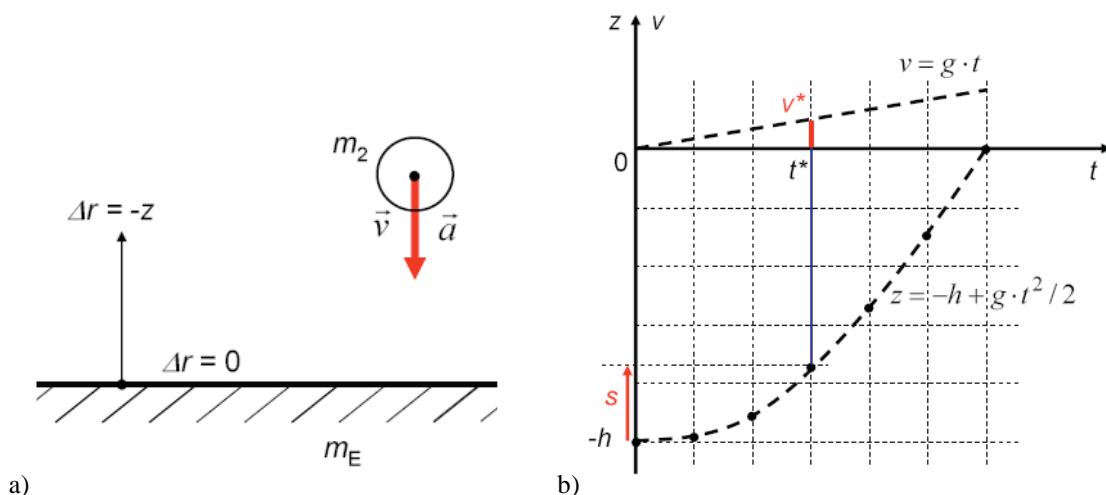 m₂
Δr = -z
v⃗ a⃗
Δr = 0
m_E
a)
z v
v = g · t
v*
0 t* t
z = -h + g · t² / 2
s
-h
b)